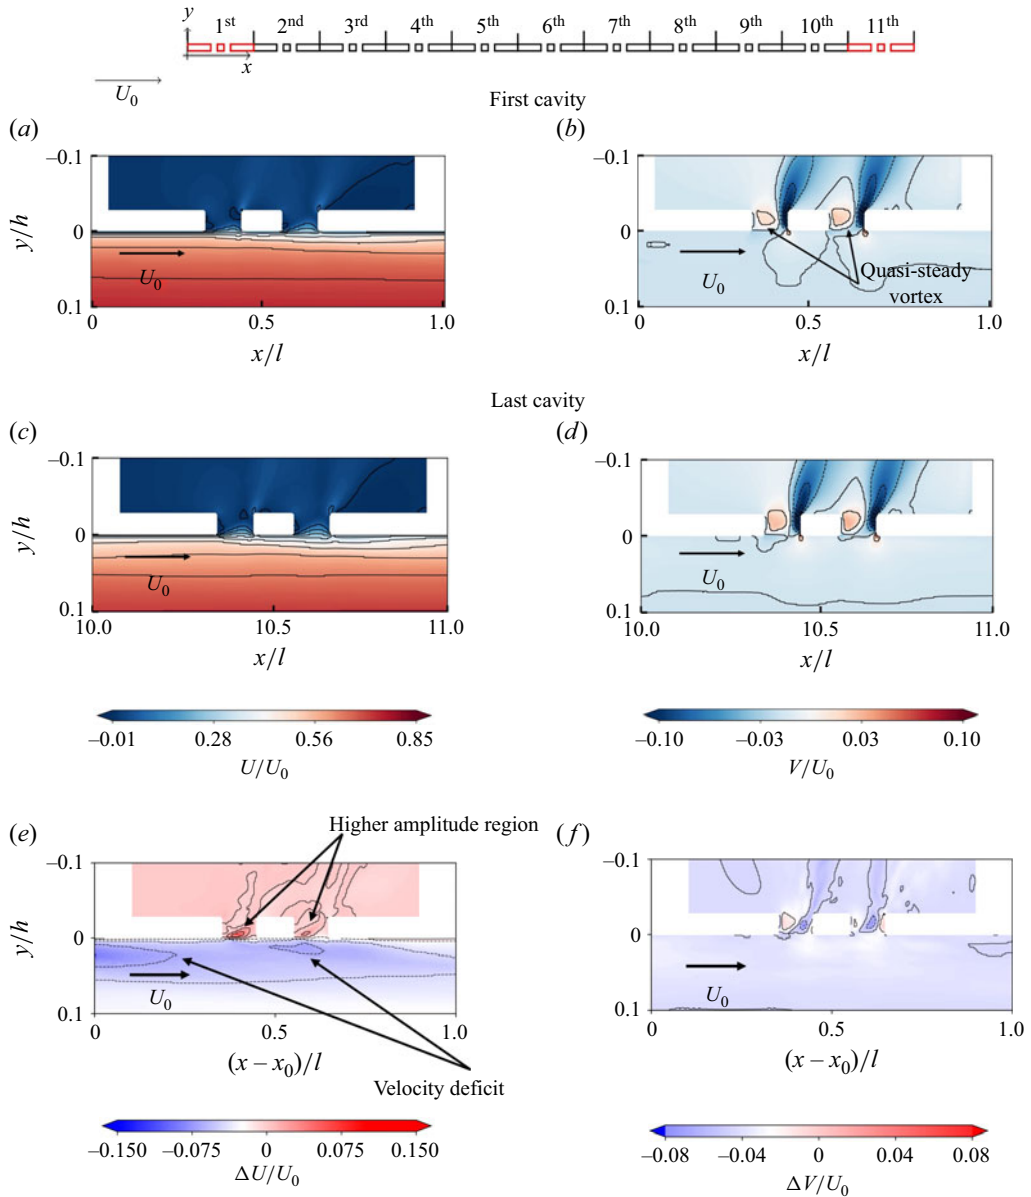 y
1st 2nd 3rd 4th 5th 6th 7th 8th 9th 10th 11th
x
U0
First cavity
(a) (b)
–0.1 –0.1
y/h 0 0
U0 U0
Quasi-steady
vortex
0.1 0.1
0 0.5 1.0 0 0.5 1.0
x/l x/l
Last cavity
(c) (d)
–0.1 –0.1
y/h 0 0
U0 U0
0.1 0.1
10.0 10.5 11.0 10.0 10.5 11.0
x/l x/l
–0.01 0.28 0.56 0.85 –0.10 –0.03 0.03 0.10
U/U0 V/U0
(e) Higher amplitude region (f)
–0.1 –0.1
y/h 0 0
U0 U0
0.1 0.1
0 0.5 1.0 0 0.5 1.0
(x – x0)/l (x – x0)/l
Velocity deficit
–0.150 –0.075 0 0.075 0.150 –0.08 –0.04 0 0.04 0.08
ΔU/U0 ΔV/U0